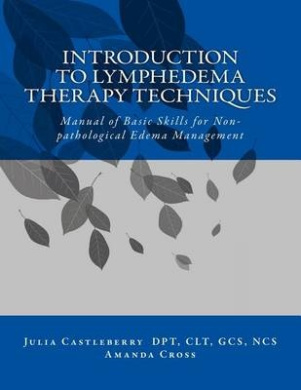 INTRODUCTION
TO LYMPHEDEMA
THERAPY TECHNIQUES
Manual of Basic Skills for Non-
pathological Edema Management
Julia Castleberry DPT, CLT, GCS, NCS
Amanda Cross